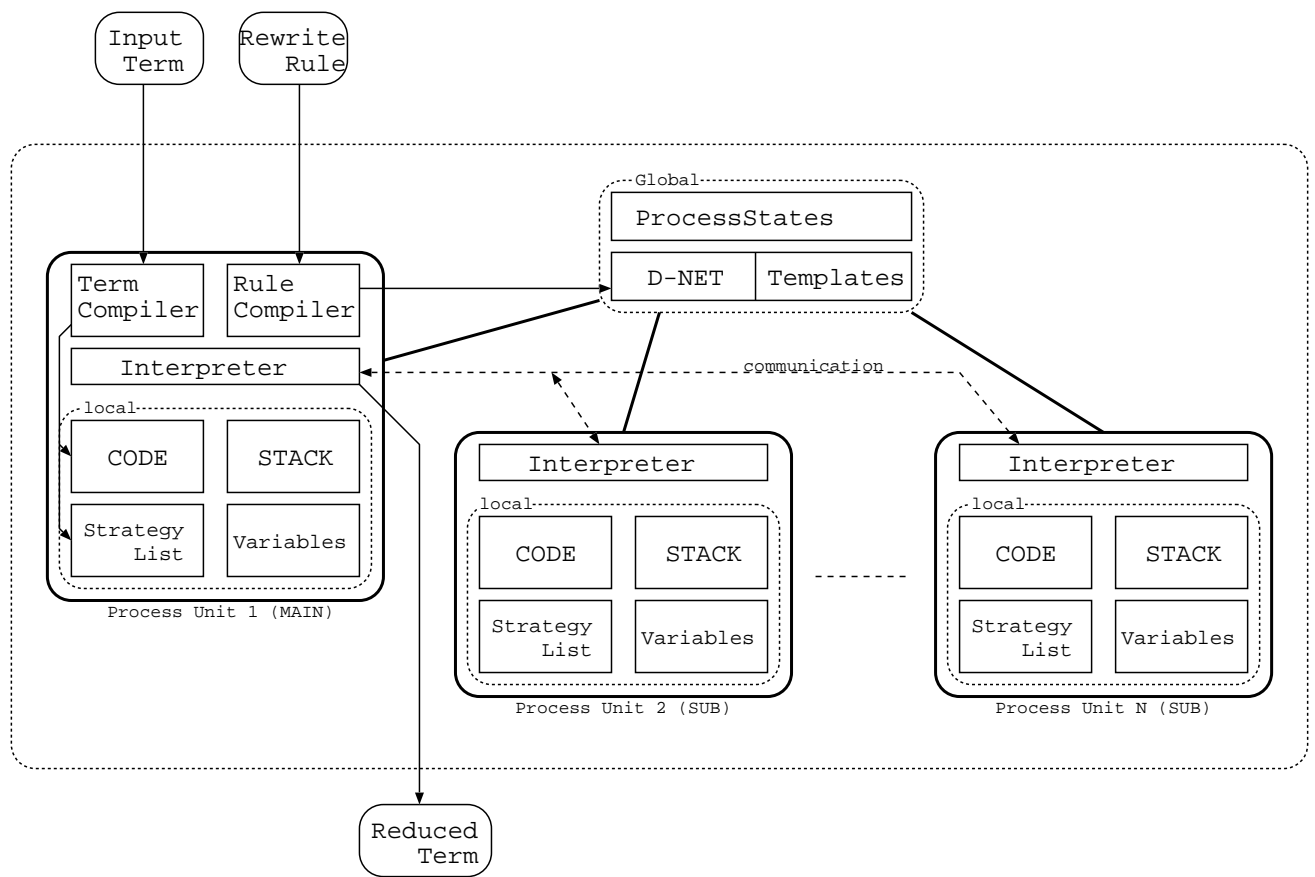 Input
Term
Rewrite
Rule
Global
ProcessStates
D-NET
Templates
Term
Compiler
Rule
Compiler
Interpreter
communication
local
CODE
STACK
Strategy
List
Variables
Process Unit 1 (MAIN)
Interpreter
local
CODE
STACK
Strategy
List
Variables
Process Unit 2 (SUB)
Interpreter
local
CODE
STACK
Strategy
List
Variables
Process Unit N (SUB)
Reduced
Term